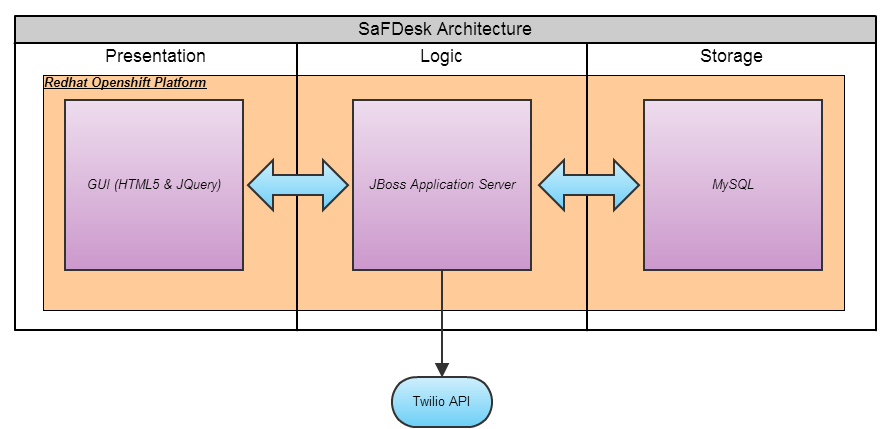 SaFDesk Architecture
Presentation
Logic
Storage
Redhat Openshift Platform
GUI (HTML5 & JQuery)
JBoss Application Server
MySQL
Twilio API